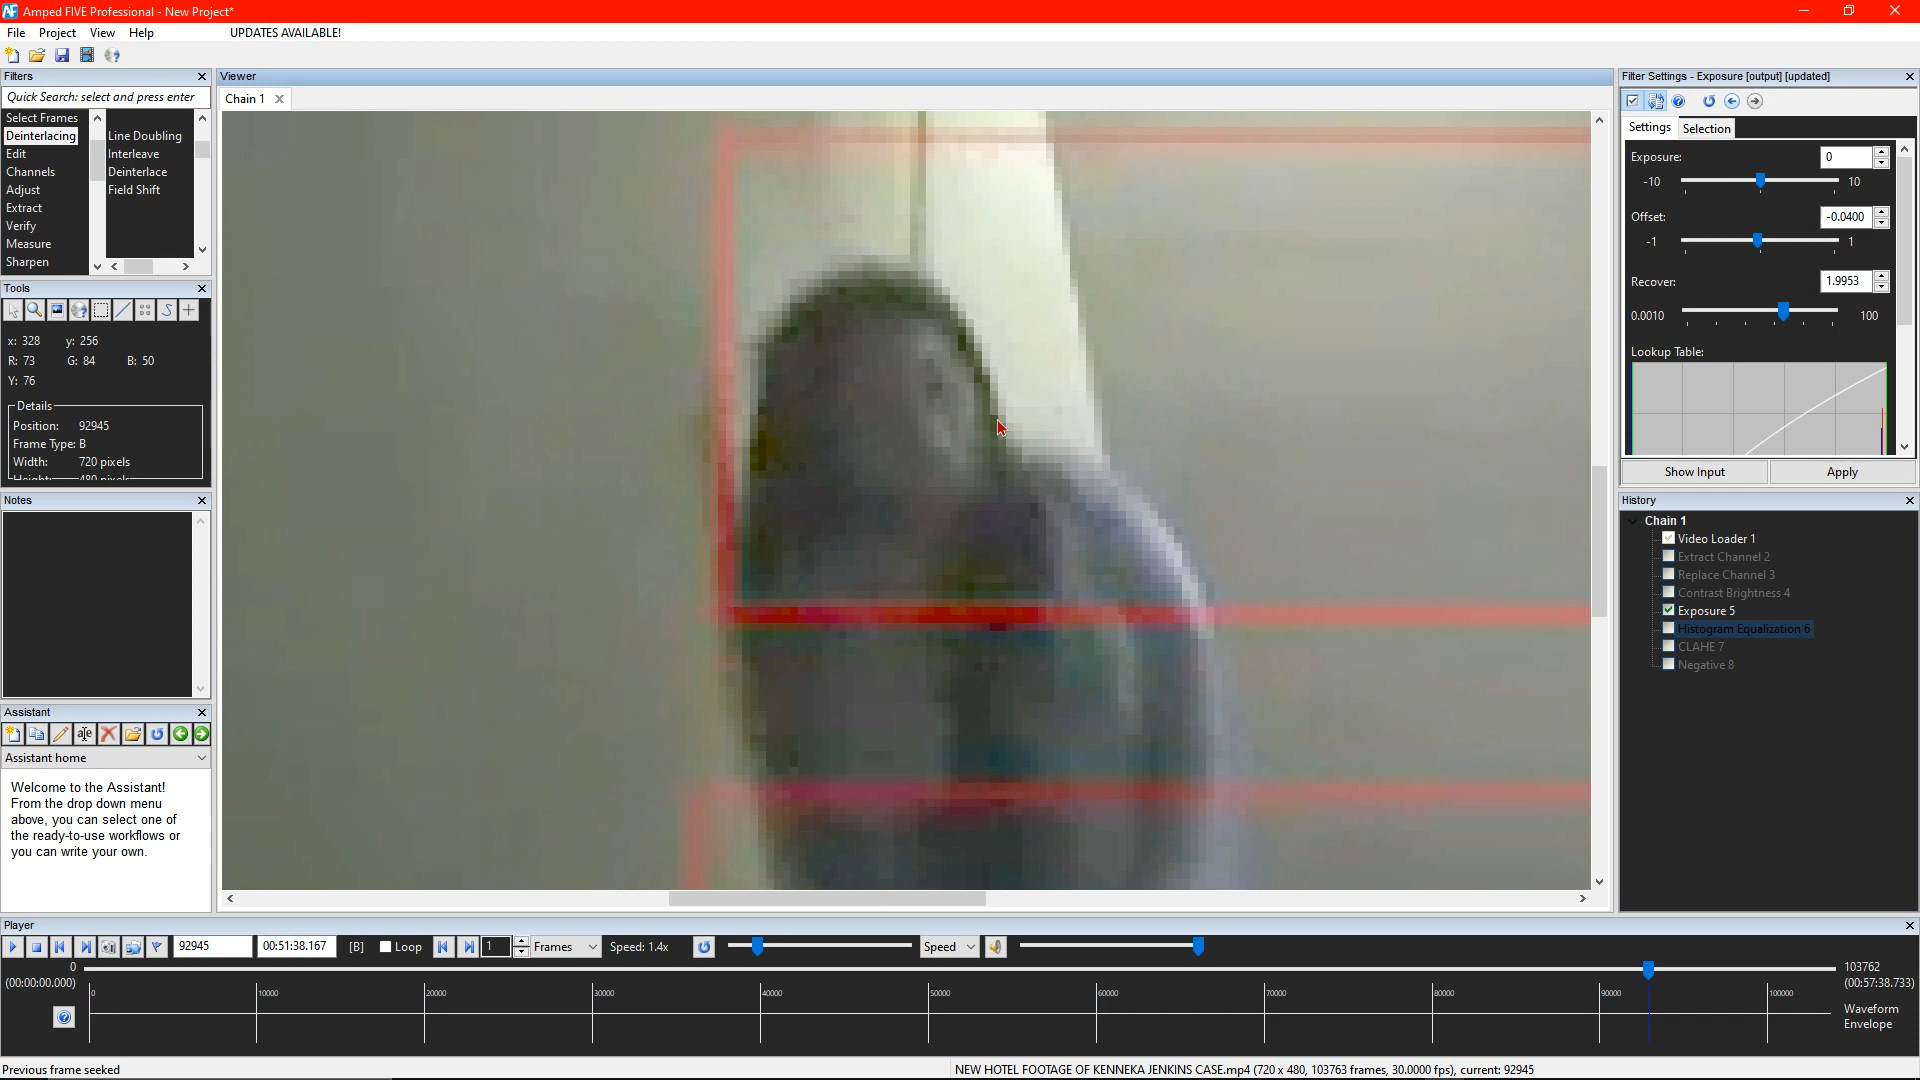 Amped FIVE Professional - New Project*
File Project View Help UPDATES AVAILABLE!
Filters
Quick Search: select and press enter
Select Frames
Deinterlacing
Edit
Channels
Adjust
Extract
Verify
Measure
Sharpen
Line Doubling
Interleave
Deinterlace
Field Shift
Tools
x: 328 y: 256
R: 73 G: 84 B: 50
Y: 76
Details
Position: 92945
Frame Type: B
Width: 720 pixels
Height: 480 pixels
Notes
Assistant
Assistant home
Welcome to the Assistant!
From the drop down menu
above, you can select one of
the ready-to-use workflows or
you can write your own.
Viewer
Chain 1
Filter Settings - Exposure [output] [updated]
Settings Selection
Exposure: 0
-10 10
Offset: -0.0400
-1 1
Recover: 1.9953
0.0010 100
Lookup Table:
Show Input Apply
History
Chain 1
Video Loader 1
Extract Channel 2
Replace Channel 3
Contrast Brightness 4
Exposure 5
Histogram Equalization 6
CLAHE 7
Negative 8
Player
92945 00:51:38.167 [B] Loop 1 Frames Speed: 1.4x Speed
0 103762
(00:00:00.000) (00:57:38.733)
0 10000 20000 30000 40000 50000 60000 70000 80000 90000 100000
Waveform
Envelope
Previous frame seeked NEW HOTEL FOOTAGE OF KENNEKA JENKINS CASE.mp4 (720 x 480, 103763 frames, 30.0000 fps), current: 92945